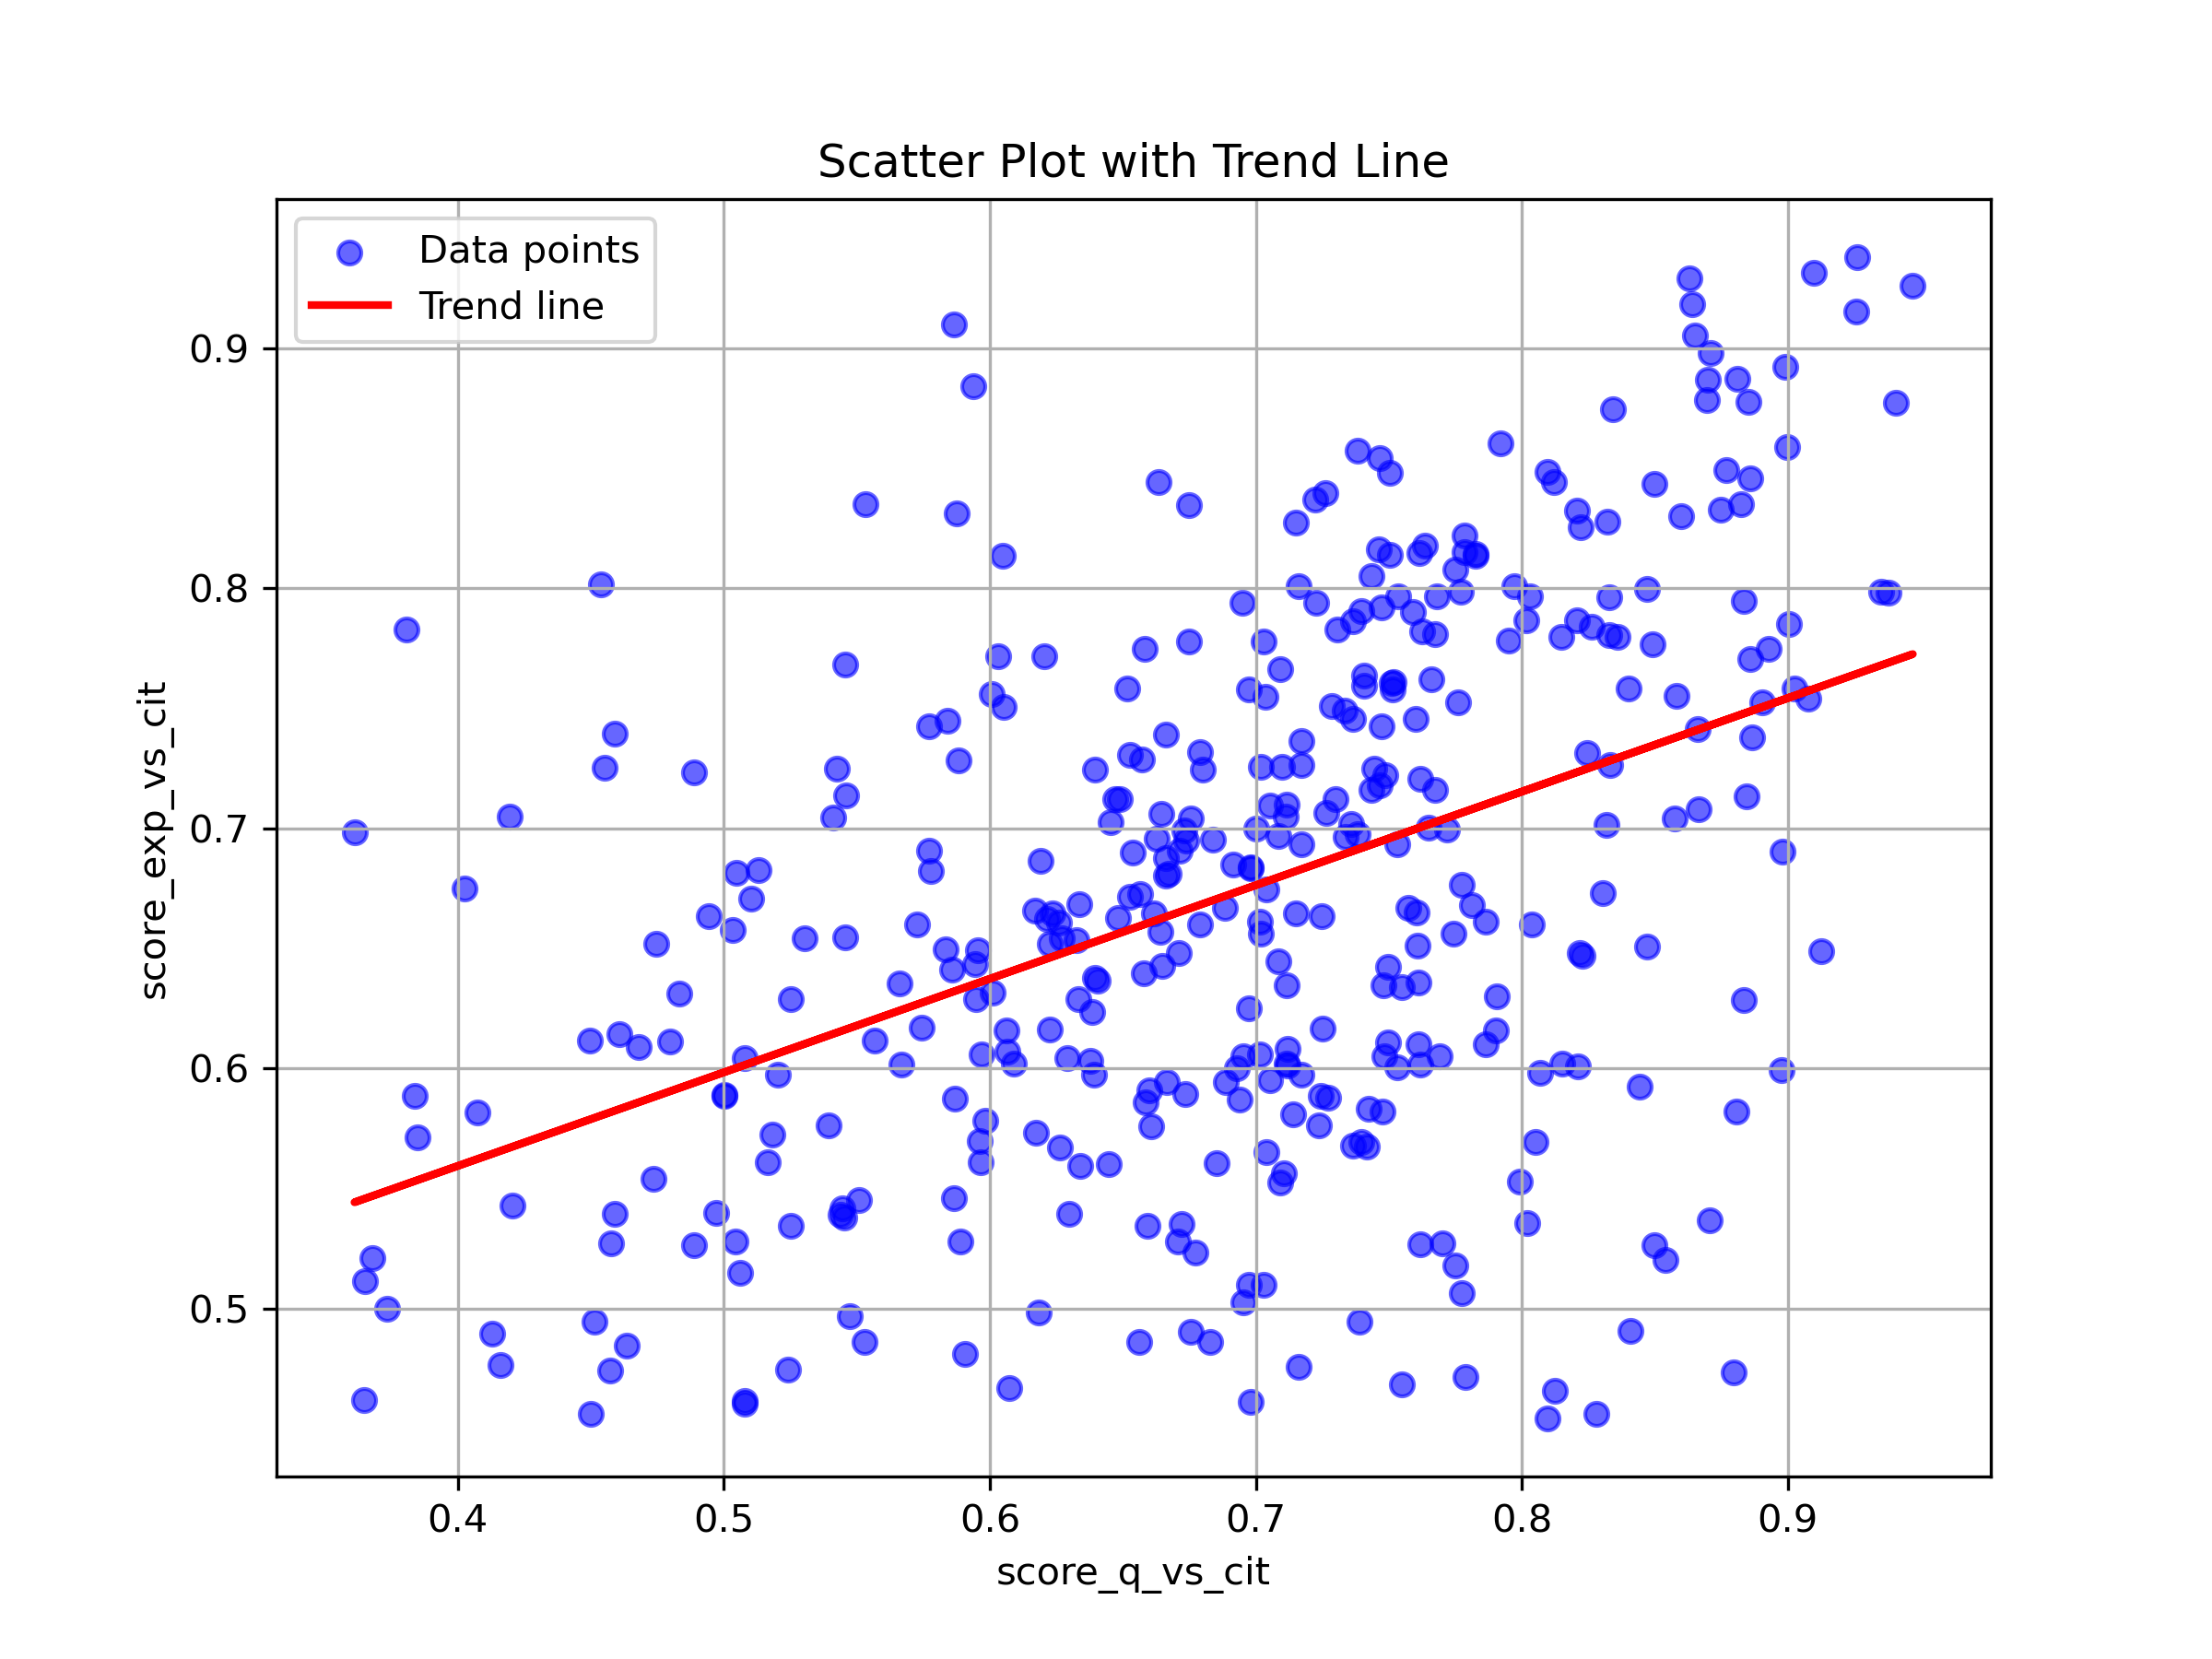 Scatter Plot with Trend Line
Data points
Trend line
score_exp_vs_cit
0.9
0.8
0.7
0.6
0.5
0.4 0.5 0.6 0.7 0.8 0.9
score_q_vs_cit